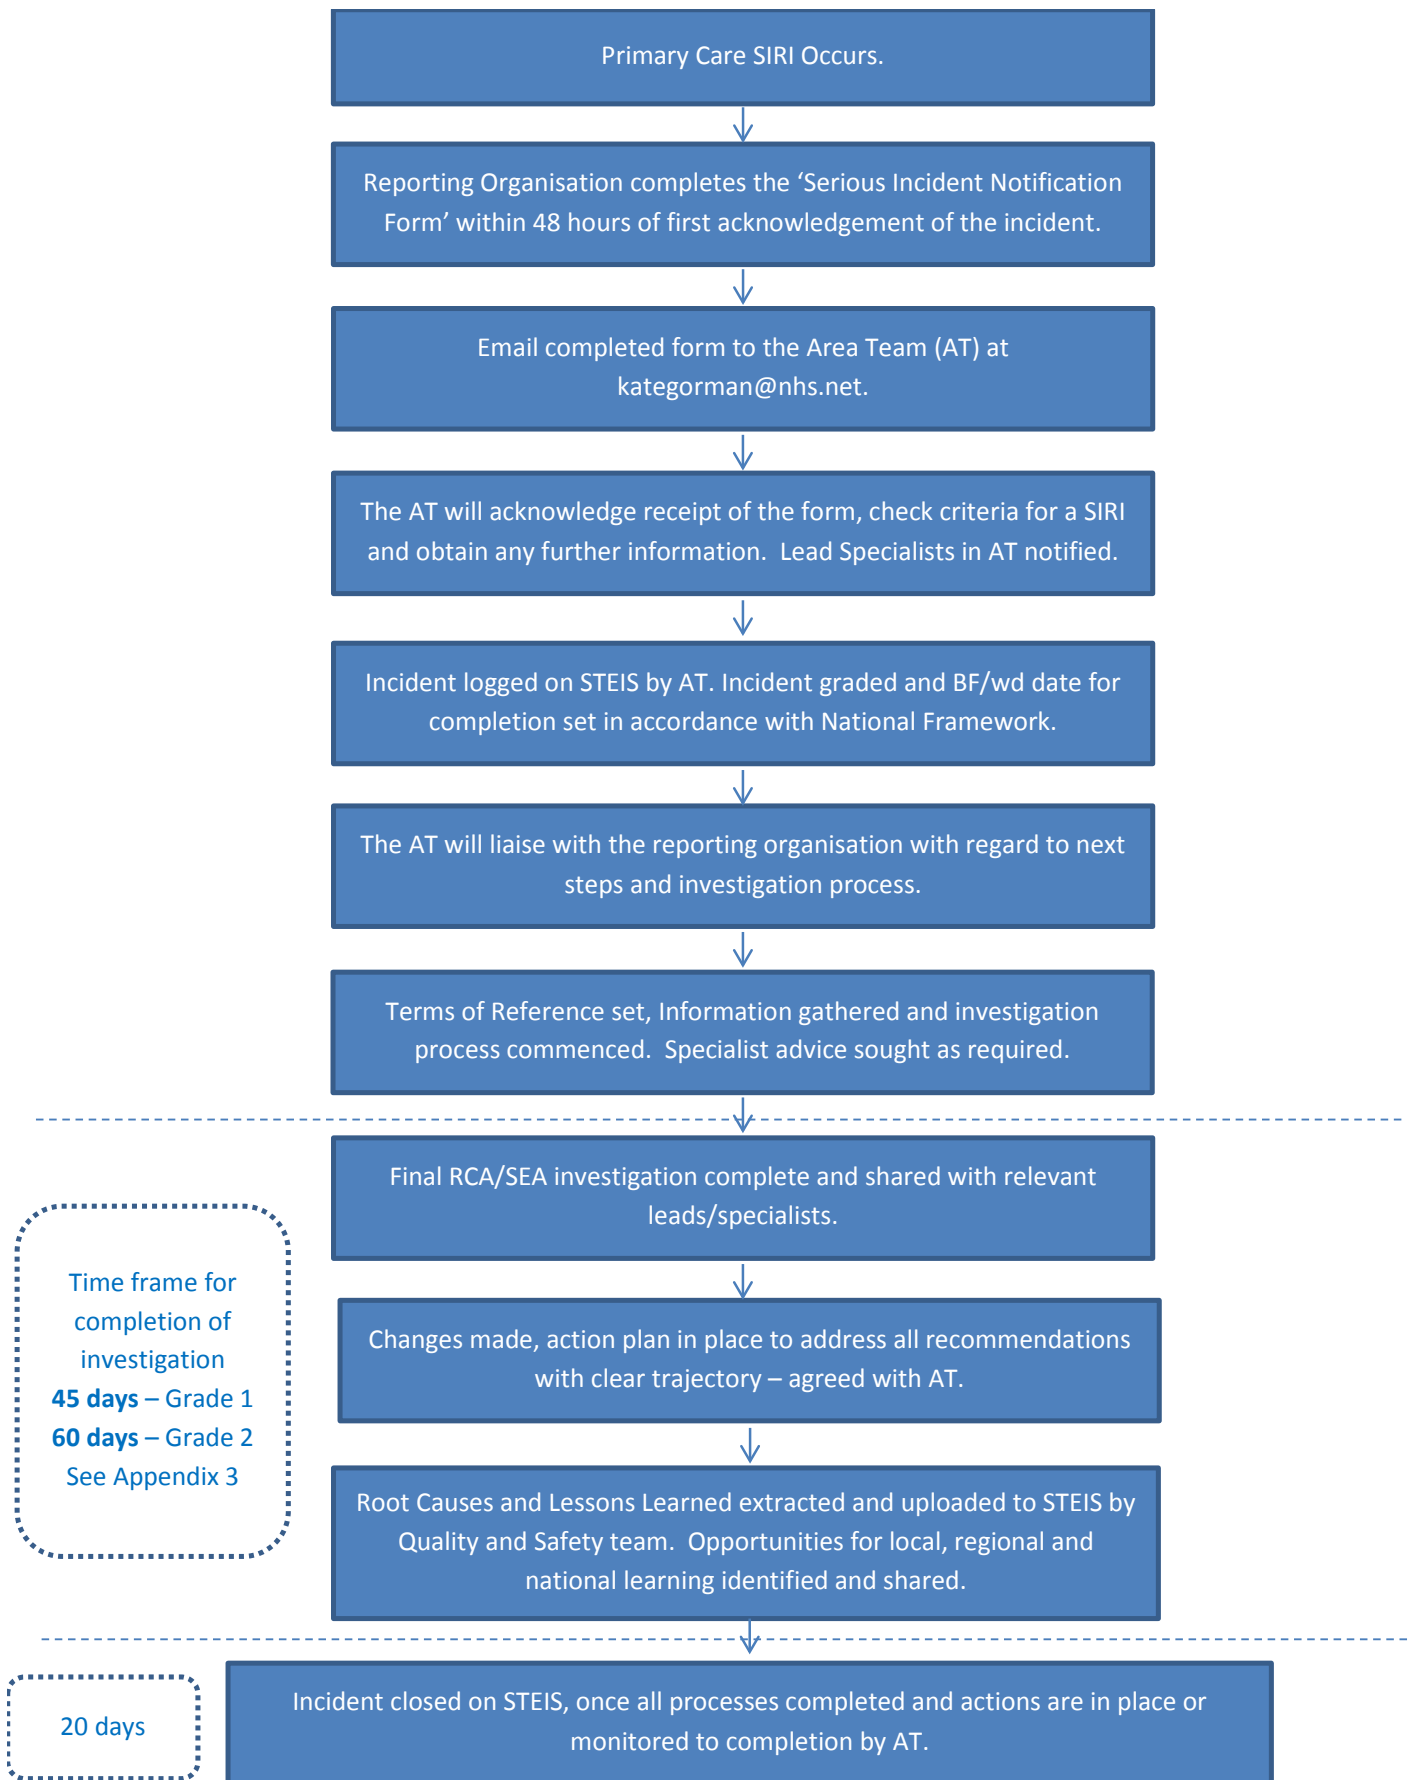 Primary Care SIRI Occurs.
Reporting Organisation completes the ‘Serious Incident Notification
Form’ within 48 hours of first acknowledgement of the incident.
Email completed form to the Area Team (AT) at
kategorman@nhs.net.
The AT will acknowledge receipt of the form, check criteria for a SIRI
and obtain any further information.  Lead Specialists in AT notified.
Incident logged on STEIS by AT. Incident graded and BF/wd date for
completion set in accordance with National Framework.
The AT will liaise with the reporting organisation with regard to next
steps and investigation process.
Terms of Reference set, Information gathered and investigation
process commenced.  Specialist advice sought as required.
Final RCA/SEA investigation complete and shared with relevant
leads/specialists.
Time frame for
completion of
investigation
45 days – Grade 1
60 days – Grade 2
See Appendix 3
Changes made, action plan in place to address all recommendations
with clear trajectory – agreed with AT.
Root Causes and Lessons Learned extracted and uploaded to STEIS by
Quality and Safety team.  Opportunities for local, regional and
national learning identified and shared.
20 days
Incident closed on STEIS, once all processes completed and actions are in place or
monitored to completion by AT.